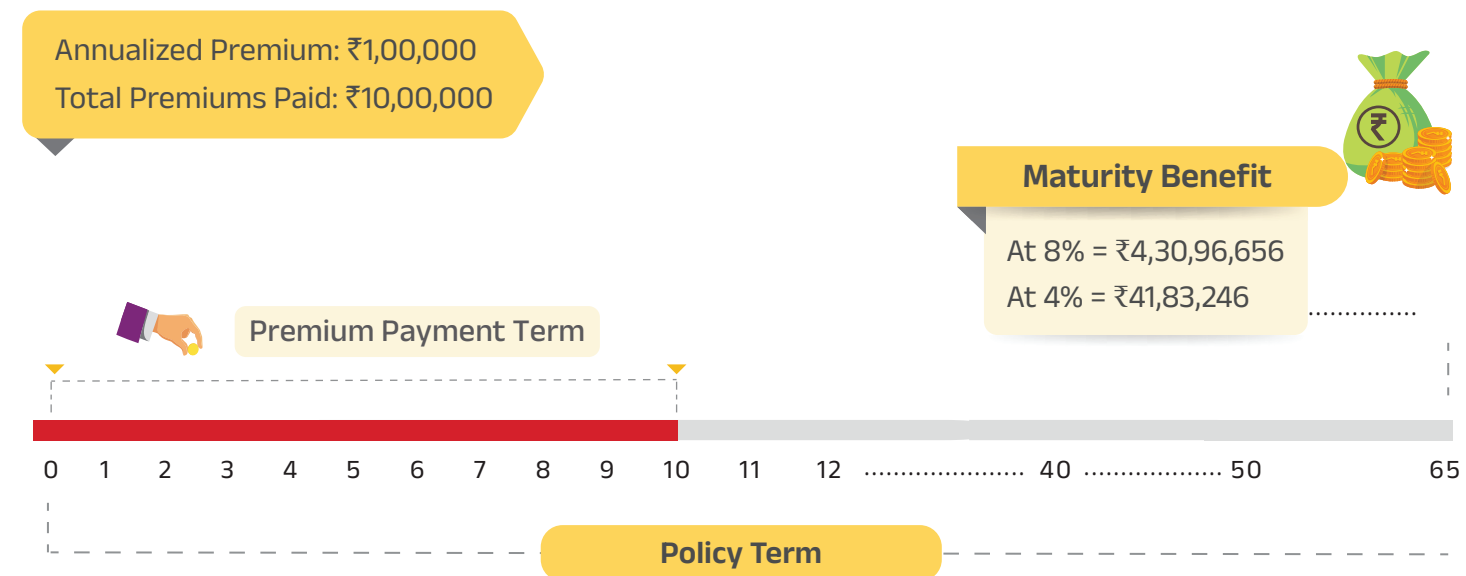 Annualized Premium: ₹1,00,000
Total Premiums Paid: ₹10,00,000
₹
Maturity Benefit
At 8% = ₹4,30,96,656
At 4% = ₹41,83,246
Premium Payment Term
0 1 2 3 4 5 6 7 8 9 10 11 12 ...................... 40 ................... 50 65
Policy Term